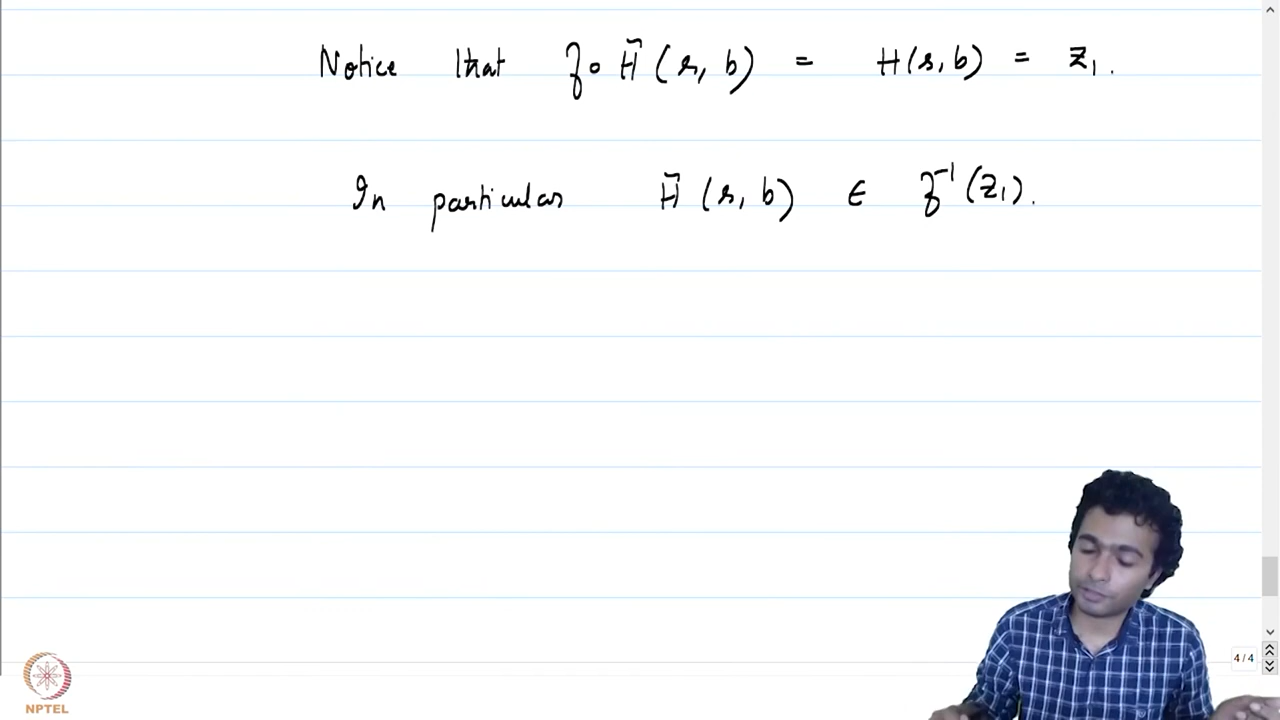 Notice that f∘H̃(s, b) = H(s, b) = z₁.
In particular H̃(s, b) ∈ f⁻¹(z₁).
4 / 4
NPTEL